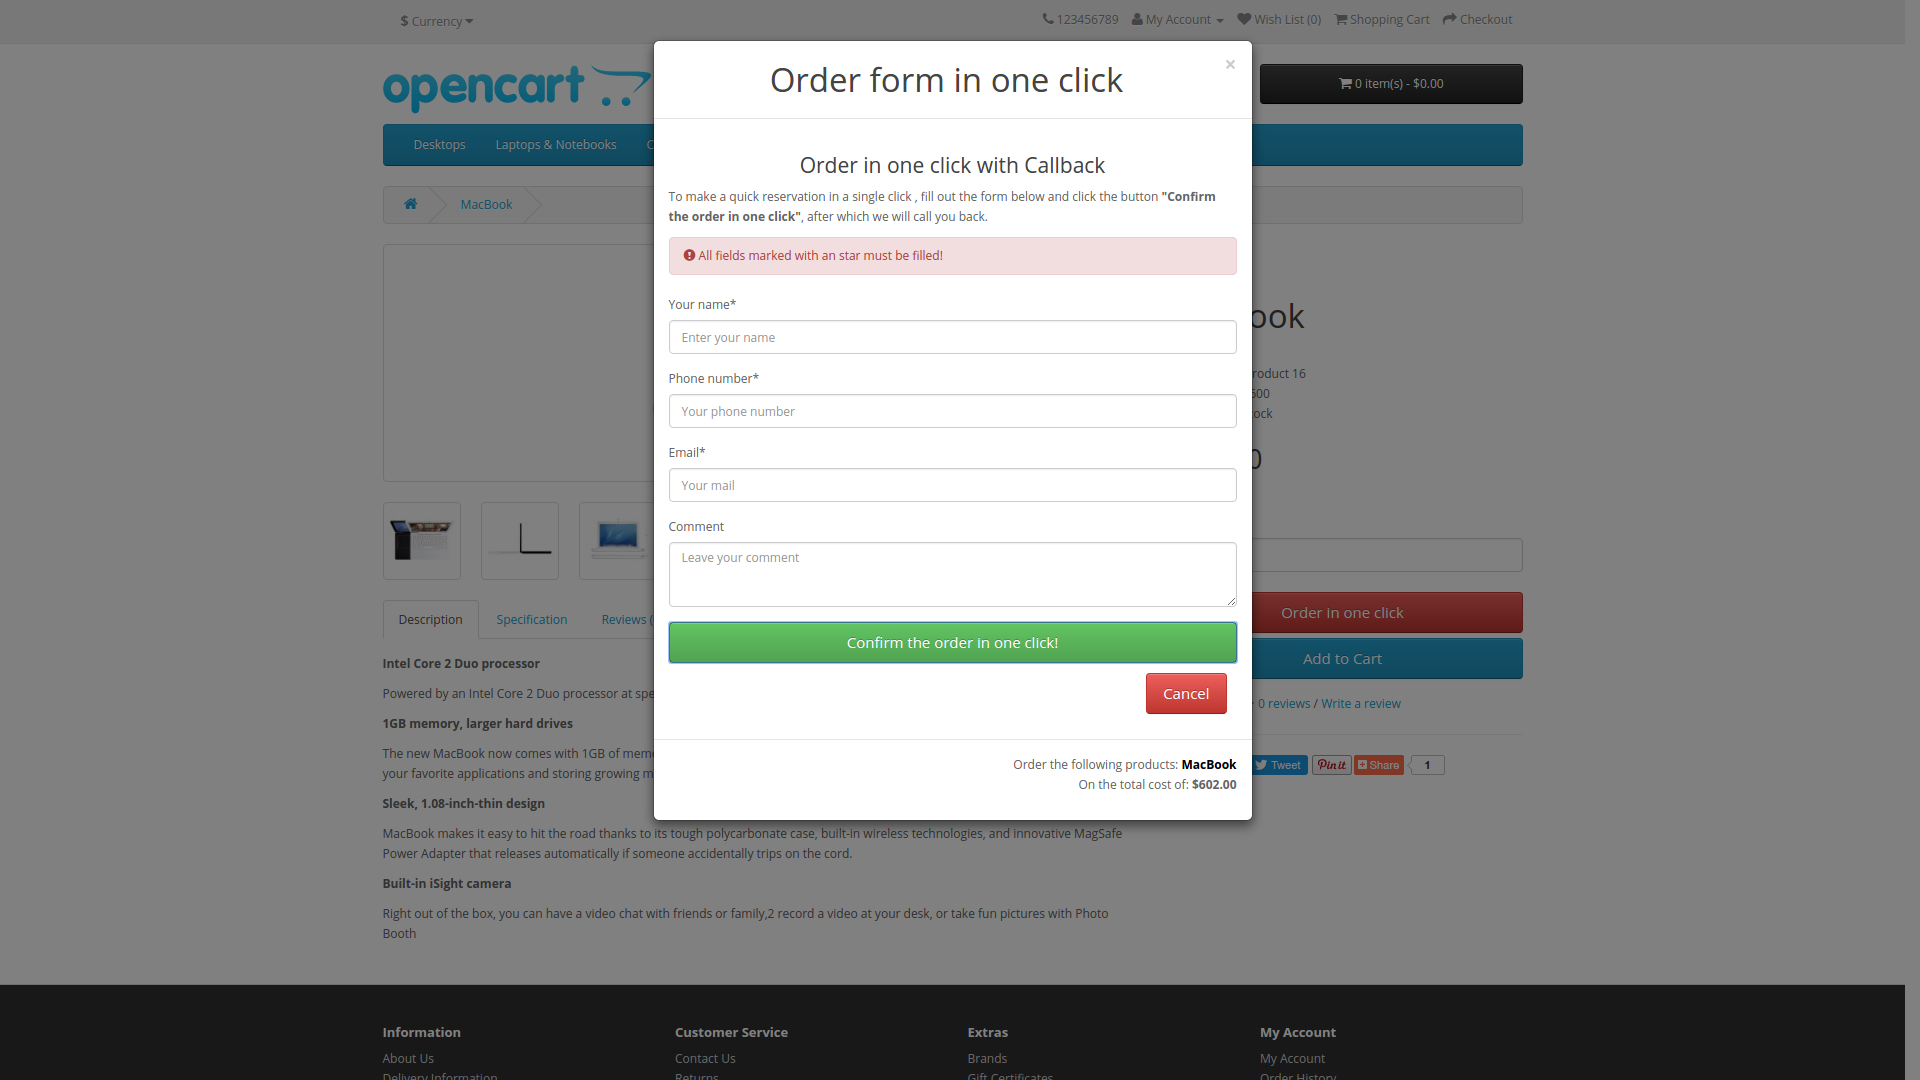 $ Currency
123456789 My Account Wish List (0) Shopping Cart Checkout
Order form in one click ×
opencart
0 item(s) - $0.00
Desktops Laptops & Notebooks
Order in one click with Callback
To make a quick reservation in a single click , fill out the form below and click the button "Confirm
the order in one click", after which we will call you back.
MacBook
All fields marked with an star must be filled!
Your name*
Enter your name
Phone number*
Your phone number
Email*
Your mail
Comment
Leave your comment
Confirm the order in one click!
Cancel
Order the following products: MacBook
On the total cost of: $602.00
ook
roduct 16
600
ock
0
Order in one click
Add to Cart
0 reviews / Write a review
Tweet Pin it Share 1
Description Specification Reviews (
Intel Core 2 Duo processor
Powered by an Intel Core 2 Duo processor at spe
1GB memory, larger hard drives
The new MacBook now comes with 1GB of mem
your favorite applications and storing growing m
Sleek, 1.08-inch-thin design
MacBook makes it easy to hit the road thanks to its tough polycarbonate case, built-in wireless technologies, and innovative MagSafe
Power Adapter that releases automatically if someone accidentally trips on the cord.
Built-in iSight camera
Right out of the box, you can have a video chat with friends or family,2 record a video at your desk, or take fun pictures with Photo
Booth
Information Customer Service Extras My Account
About Us Contact Us Brands My Account
Delivery Information Returns Gift Certificates Order History